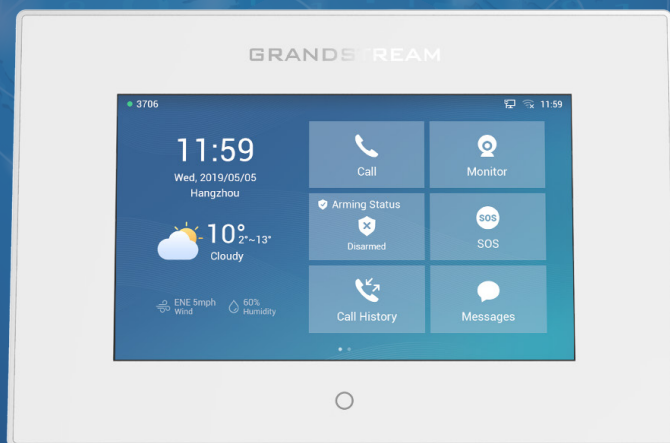 GRANDSTREAM
3706
11:59
11:59
Wed, 2019/05/05
Hangzhou
10°
2°~13°
Cloudy
ENE 5mph
Wind
60%
Humidity
Call
Monitor
Arming Status
Disarmed
SOS
SOS
Call History
Messages